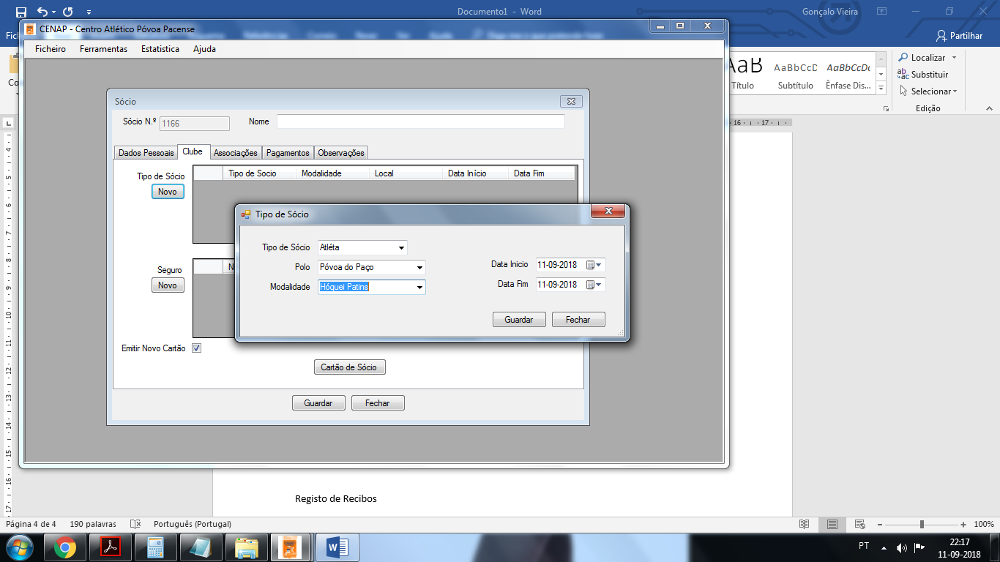 Documento1 - Word
Gonçalo Vieira
CENAP - Centro Atlético Póvoa Pacense
Partilhar
Ficheiro Ferramentas Estatistica Ajuda
Localizar
Substituir
Selecionar
Edição
AaBbCcD AaBbCcDc
Título Subtítulo Ênfase Dis...
16 17
Sócio
Sócio N.º 1166 Nome
Dados Pessoais Clube Associações Pagamentos Observações
Tipo de Sócio
Novo
Tipo de Socio Modalidade Local Data Início Data Fim
Seguro
Novo
Tipo de Sócio
Tipo de Sócio Atléta
Polo Póvoa do Paço
Modalidade Hóquei Patins
Data Inicio 11-09-2018
Data Fim 11-09-2018
Guardar Fechar
Emitir Novo Cartão
Cartão de Sócio
Guardar Fechar
Registo de Recibos
Página 4 de 4 190 palavras Português (Portugal) 100%
PT 22:17
11-09-2018